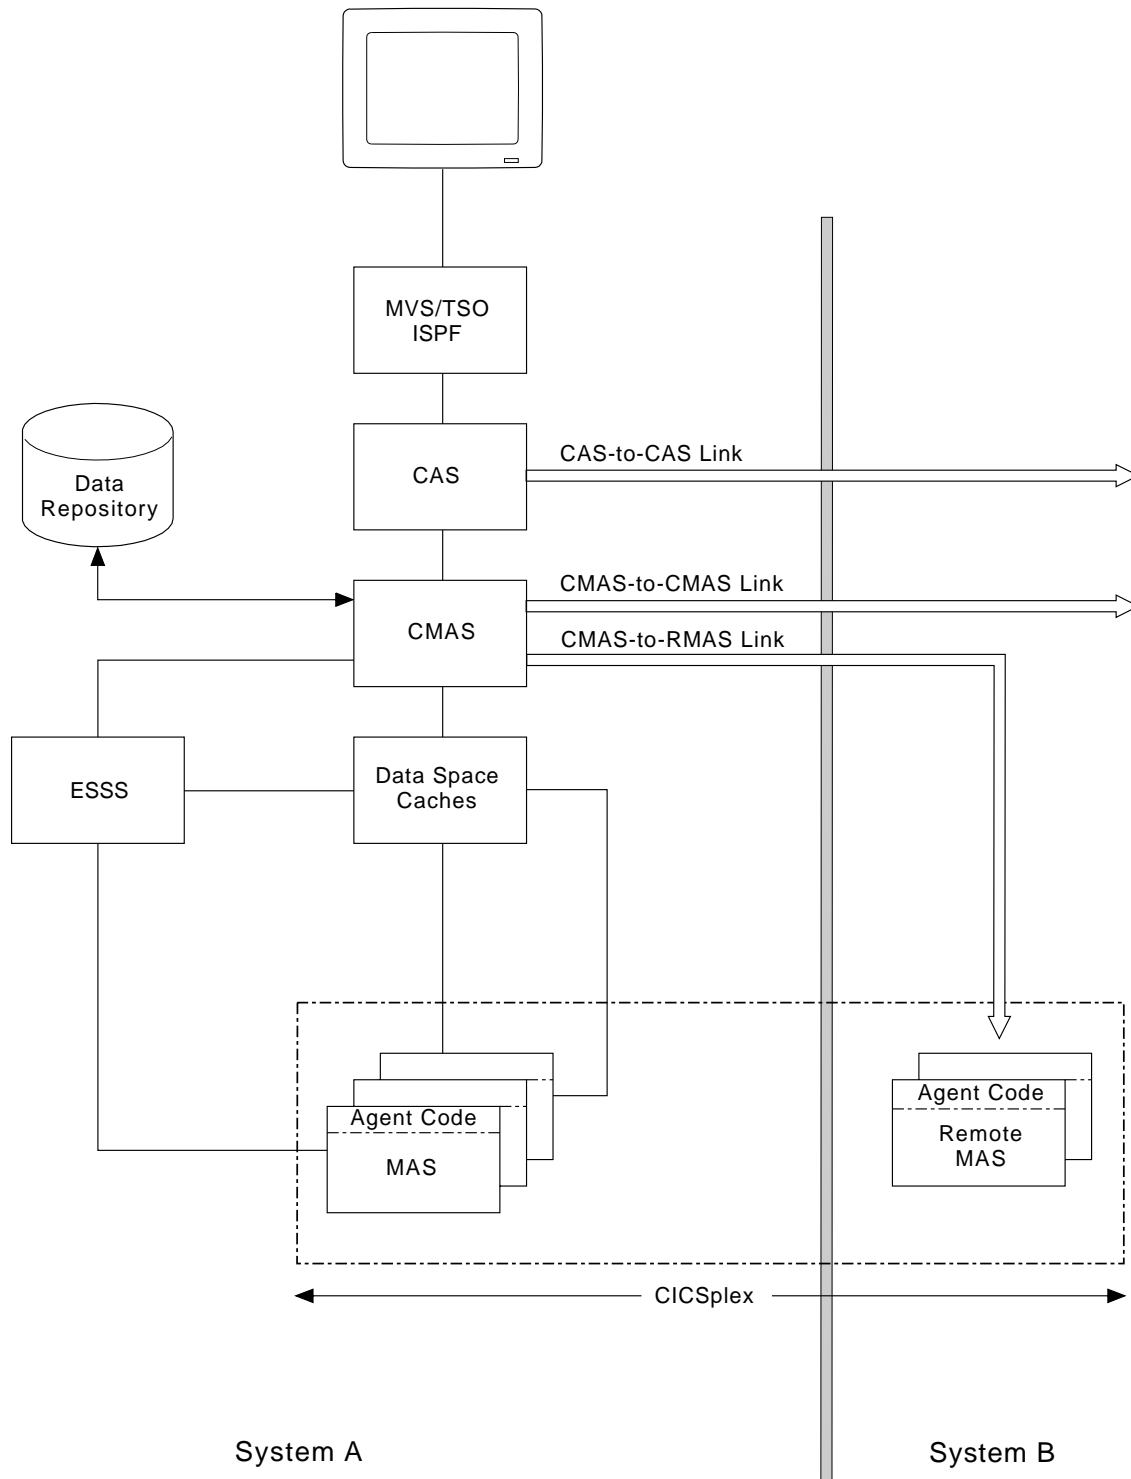 MVS/TSO
ISPF
CAS-to-CAS Link
CAS
Data
Repository
CMAS-to-CMAS Link
CMAS
CMAS-to-RMAS Link
ESSS
Data Space
Caches
Agent Code
MAS
Agent Code
Remote
MAS
CICSplex
System A
System B